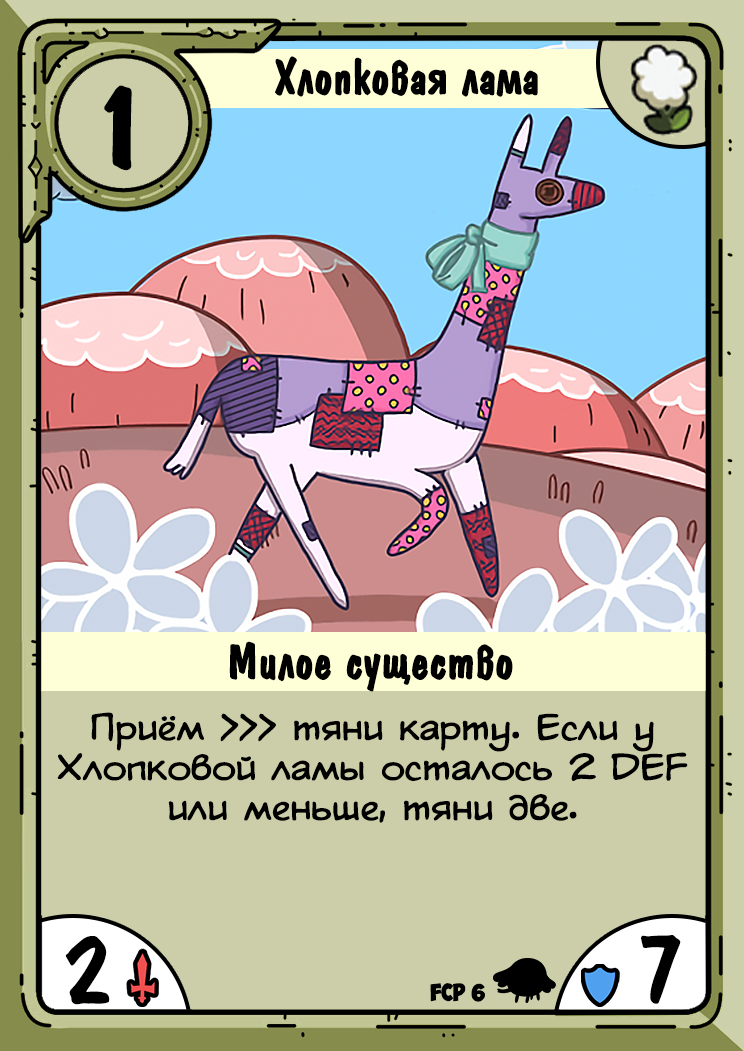 1
Хлопковая лама
Милое существо
Приём >>> тяни карту. Если у
Хлопковой ламы осталось 2 DEF
или меньше, тяни две.
2
FCP 6
7